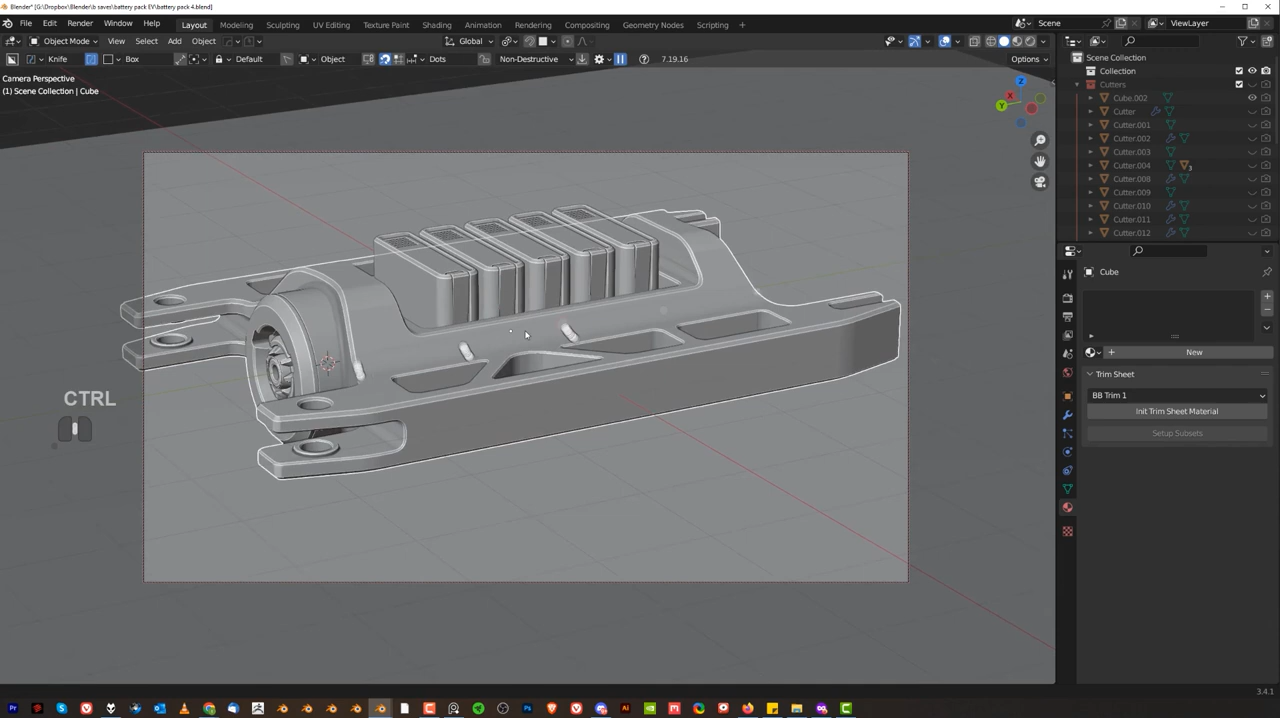 Blender* [G:\Dropbox\Blender\b saves\battery pack EV\battery pack 4.blend]
File Edit Render Window Help Layout Modeling Sculpting UV Editing Texture Paint Shading Animation Rendering Compositing Geometry Nodes Scripting + Scene ViewLayer
Object Mode View Select Add Object Global
Knife Box Default Object Dots Non-Destructive 7.19.16 Options
Camera Perspective
(1) Scene Collection | Cube
Z
X
Y
CTRL
Scene Collection
Collection
Cutters
Cube.002
Cutter
Cutter.001
Cutter.002
Cutter.003
Cutter.004 3
Cutter.008
Cutter.009
Cutter.010
Cutter.011
Cutter.012
Cube
+ New
Trim Sheet
BB Trim 1
Init Trim Sheet Material
Setup Subsets
3.4.1